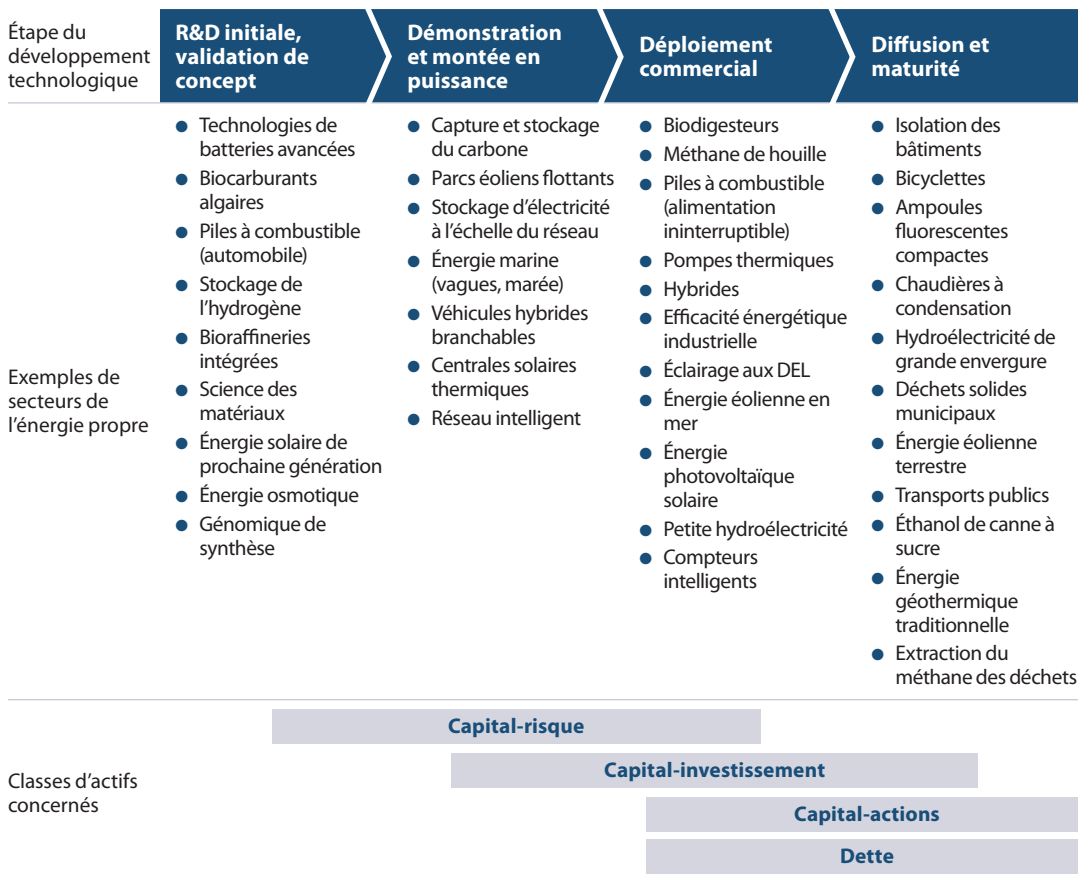 Étape du
développement
technologique
R&D initiale,
validation de
concept
Démonstration
et montée en
puissance
Déploiement
commercial
Diffusion et
maturité
Exemples de
secteurs de
l’énergie propre
● Technologies de
batteries avancées
● Biocarburants
algaires
● Piles à combustible
(automobile)
● Stockage de
l’hydrogène
● Bioraffineries
intégrées
● Science des
matériaux
● Énergie solaire de
prochaine génération
● Énergie osmotique
● Génomique de
synthèse
● Capture et stockage
du carbone
● Parcs éoliens flottants
● Stockage d’électricité
à l’échelle du réseau
● Énergie marine
(vagues, marée)
● Véhicules hybrides
branchables
● Centrales solaires
thermiques
● Réseau intelligent
● Biodigesteurs
● Méthane de houille
● Piles à combustible
(alimentation
ininterruptible)
● Pompes thermiques
● Hybrides
● Efficacité énergétique
industrielle
● Éclairage aux DEL
● Énergie éolienne en
mer
● Énergie
photovoltaïque
solaire
● Petite hydroélectricité
● Compteurs
intelligents
● Isolation des
bâtiments
● Bicyclettes
● Ampoules
fluorescentes
compactes
● Chaudières à
condensation
● Hydroélectricité de
grande envergure
● Déchets solides
municipaux
● Énergie éolienne
terrestre
● Transports publics
● Éthanol de canne à
sucre
● Énergie
géothermique
traditionnelle
● Extraction du
méthane des déchets
Classes d’actifs
concernés
Capital-risque
Capital-investissement
Capital-actions
Dette